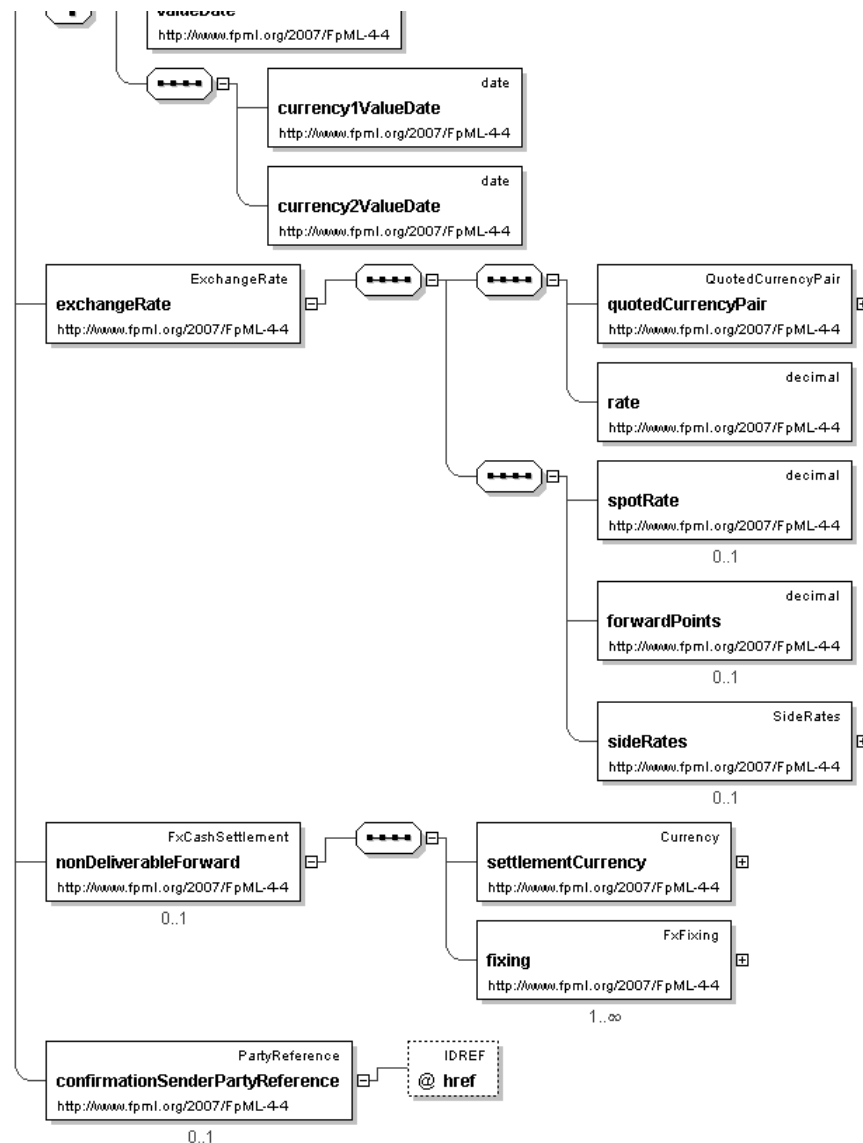 valueDate
http://www.fpml.org/2007/FpML-4-4
date
currency1ValueDate
http://www.fpml.org/2007/FpML-4-4
date
currency2ValueDate
http://www.fpml.org/2007/FpML-4-4
ExchangeRate
exchangeRate
http://www.fpml.org/2007/FpML-4-4
QuotedCurrencyPair
quotedCurrencyPair
http://www.fpml.org/2007/FpML-4-4
decimal
rate
http://www.fpml.org/2007/FpML-4-4
decimal
spotRate
http://www.fpml.org/2007/FpML-4-4
0..1
decimal
forwardPoints
http://www.fpml.org/2007/FpML-4-4
0..1
SideRates
sideRates
http://www.fpml.org/2007/FpML-4-4
0..1
FxCashSettlement
nonDeliverableForward
http://www.fpml.org/2007/FpML-4-4
0..1
Currency
settlementCurrency
http://www.fpml.org/2007/FpML-4-4
FxFixing
fixing
http://www.fpml.org/2007/FpML-4-4
1..∞
PartyReference
confirmationSenderPartyReference
http://www.fpml.org/2007/FpML-4-4
0..1
IDREF
@ href